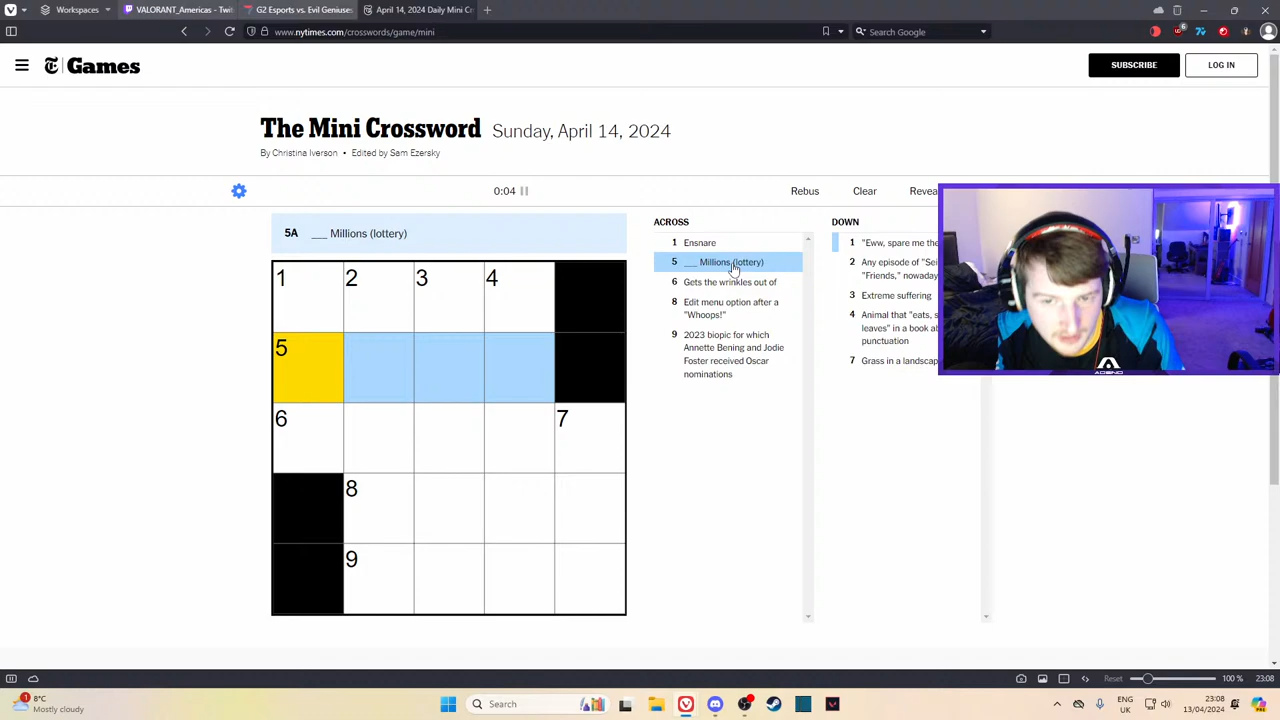 Workspaces
VALORANT_Americas - Twi
G2 Esports vs. Evil Geniuse
April 14, 2024 Daily Mini C
www.nytimes.com/crosswords/game/mini
Search Google
Games
SUBSCRIBE
LOG IN
The Mini Crossword Sunday, April 14, 2024
By Christina Iverson • Edited by Sam Ezersky
0:04
Rebus
Clear
Revea
5A ___ Millions (lottery)
1
2
3
4
5
6
7
8
9
ACROSS
1 Ensnare
5 ___ Millions (lottery)
6 Gets the wrinkles out of
8 Edit menu option after a
"Whoops!"
9 2023 biopic for which
Annette Bening and Jodie
Foster received Oscar
nominations
DOWN
1 "Eww, spare me the
2 Any episode of "Sei
"Friends," nowaday
3 Extreme suffering
4 Animal that "eats, s
leaves" in a book al
punctuation
7 Grass in a landscap
Reset
100 %
23:08
1
8°C
Mostly cloudy
Search
ENG
UK
23:08
13/04/2024